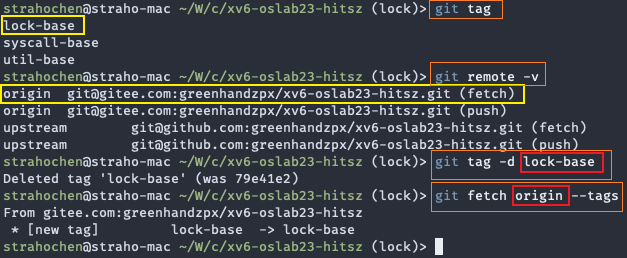 strahochen@straho-mac ~/W/c/xv6-oslab23-hitsz (lock)> git tag
lock-base
syscall-base
util-base
strahochen@straho-mac ~/W/c/xv6-oslab23-hitsz (lock)> git remote -v
origin  git@gitee.com:greenhandzpx/xv6-oslab23-hitsz.git (fetch)
origin  git@gitee.com:greenhandzpx/xv6-oslab23-hitsz.git (push)
upstream        git@github.com:greenhandzpx/xv6-oslab23-hitsz.git (fetch)
upstream        git@github.com:greenhandzpx/xv6-oslab23-hitsz.git (push)
strahochen@straho-mac ~/W/c/xv6-oslab23-hitsz (lock)> git tag -d lock-base
Deleted tag 'lock-base' (was 79e41e2)
strahochen@straho-mac ~/W/c/xv6-oslab23-hitsz (lock)> git fetch origin --tags
From gitee.com:greenhandzpx/xv6-oslab23-hitsz
 * [new tag]         lock-base  -> lock-base
strahochen@straho-mac ~/W/c/xv6-oslab23-hitsz (lock)>